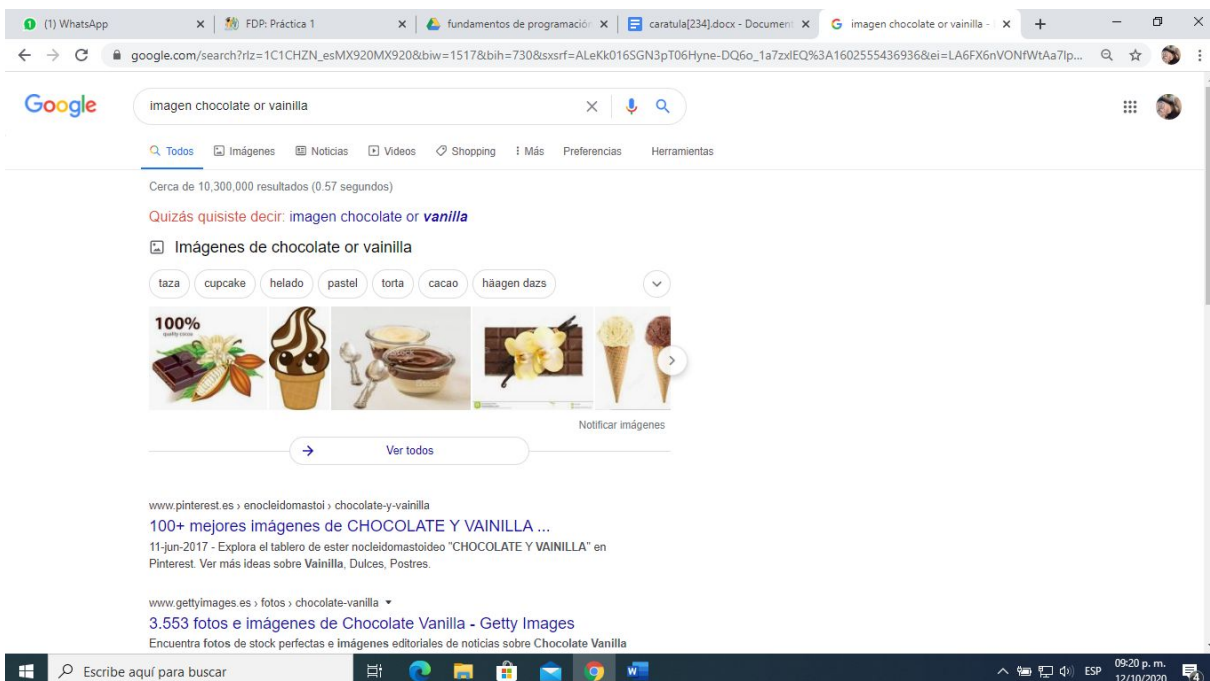 (1) WhatsApp
FDP: Práctica 1
fundamentos de programación
caratula[234].docx - Document
imagen chocolate or vainilla -
google.com/search?rlz=1C1CHZN_esMX920MX920&biw=1517&bih=730&sxsrf=ALeKk016SGN3pT06Hyne-DQ6o_1a7zxlEQ%3A1602555436936&ei=LA6FX6nVONfWtAa7lp...
Google
imagen chocolate or vainilla
Todos
Imágenes
Noticias
Videos
Shopping
Más
Preferencias
Herramientas
Cerca de 10,300,000 resultados (0.57 segundos)
Quizás quisiste decir: imagen chocolate or vanilla
Imágenes de chocolate or vainilla
taza
cupcake
helado
pastel
torta
cacao
häagen dazs
100%
Notificar imágenes
Ver todos
www.pinterest.es › enocleidomastoi › chocolate-y-vainilla
100+ mejores imágenes de CHOCOLATE Y VAINILLA ...
11-jun-2017 - Explora el tablero de ester nocleidomastoideo "CHOCOLATE Y VAINILLA" en
Pinterest. Ver más ideas sobre Vainilla, Dulces, Postres.
www.gettyimages.es › fotos › chocolate-vanilla
3.553 fotos e imágenes de Chocolate Vanilla - Getty Images
Encuentra fotos de stock perfectas e imágenes editoriales de noticias sobre Chocolate Vanilla
Escribe aquí para buscar
ESP
09:20 p. m.
12/10/2020
4